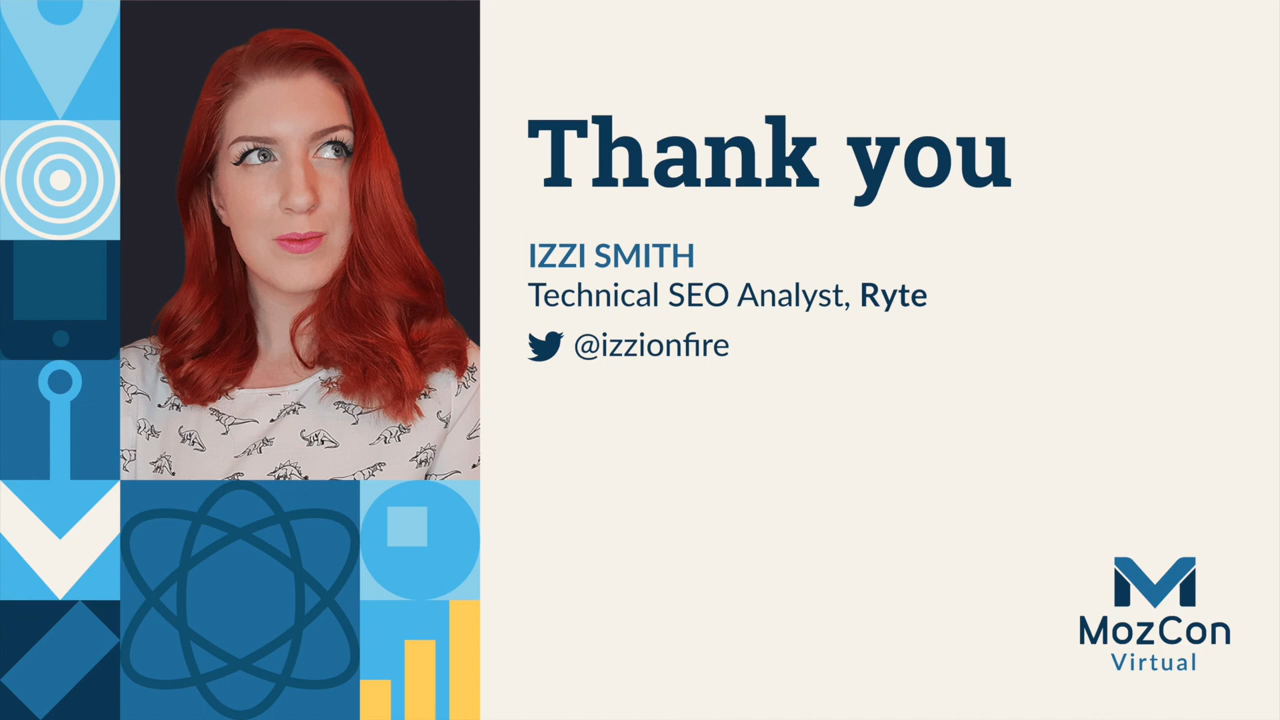 Thank you
IZZI SMITH
Technical SEO Analyst, Ryte
@izzionfire
MozCon
Virtual